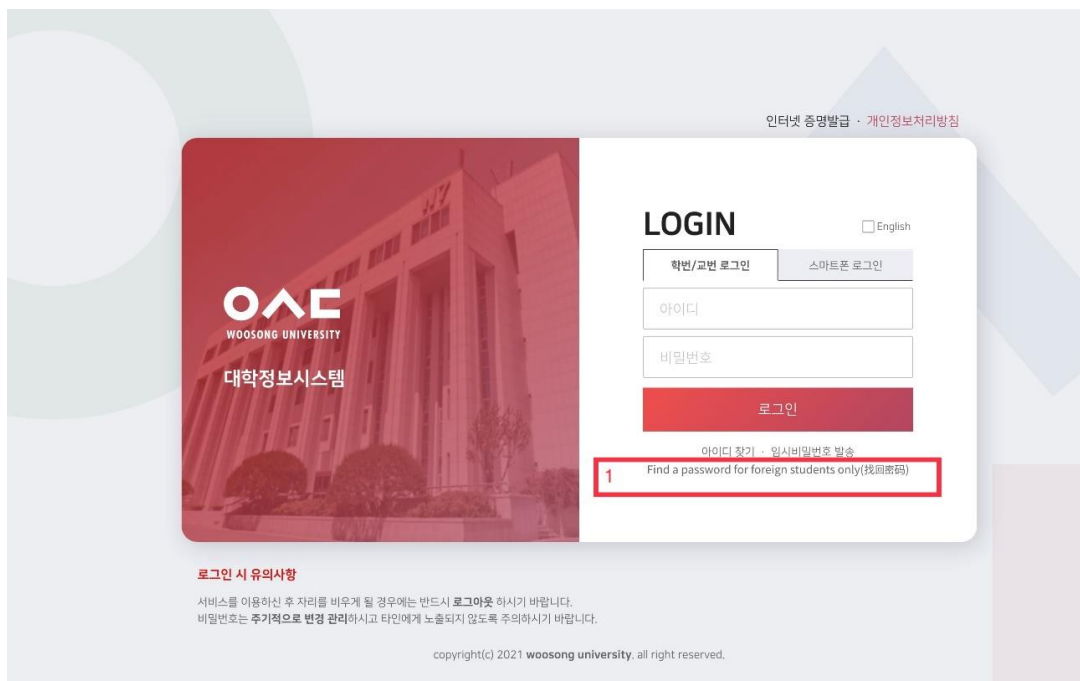 인터넷 증명발급 · 개인정보처리방침
W7
LOGIN
English
학번/교번 로그인
스마트폰 로그인
아이디
비밀번호
로그인
아이디 찾기 · 임시비밀번호 발송
1
Find a password for foreign students only(找回密码)
ㅇㅅㄷ
WOOSONG UNIVERSITY
대학정보시스템
로그인 시 유의사항
서비스를 이용하신 후 자리를 비우게 될 경우에는 반드시 로그아웃 하시기 바랍니다.
비밀번호는 주기적으로 변경 관리하시고 타인에게 노출되지 않도록 주의하시기 바랍니다.
copyright(c) 2021 woosong university. all right reserved.